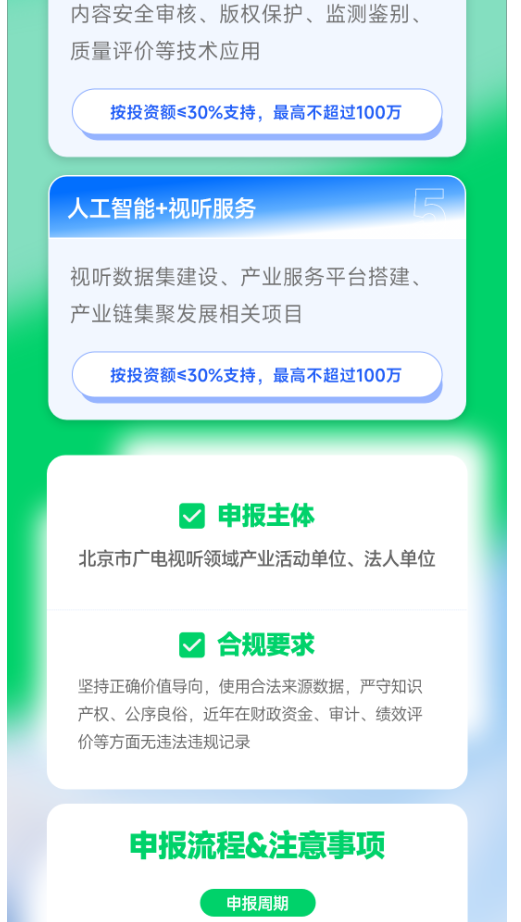 内容安全审核、版权保护、监测鉴别、
质量评价等技术应用
按投资额≤30%支持，最高不超过100万
人工智能+视听服务
5
视听数据集建设、产业服务平台搭建、
产业链集聚发展相关项目
按投资额≤30%支持，最高不超过100万
申报主体
北京市广电视听领域产业活动单位、法人单位
合规要求
坚持正确价值导向，使用合法来源数据，严守知识
产权、公序良俗，近年在财政资金、审计、绩效评
价等方面无违法违规记录
申报流程&注意事项
申报周期